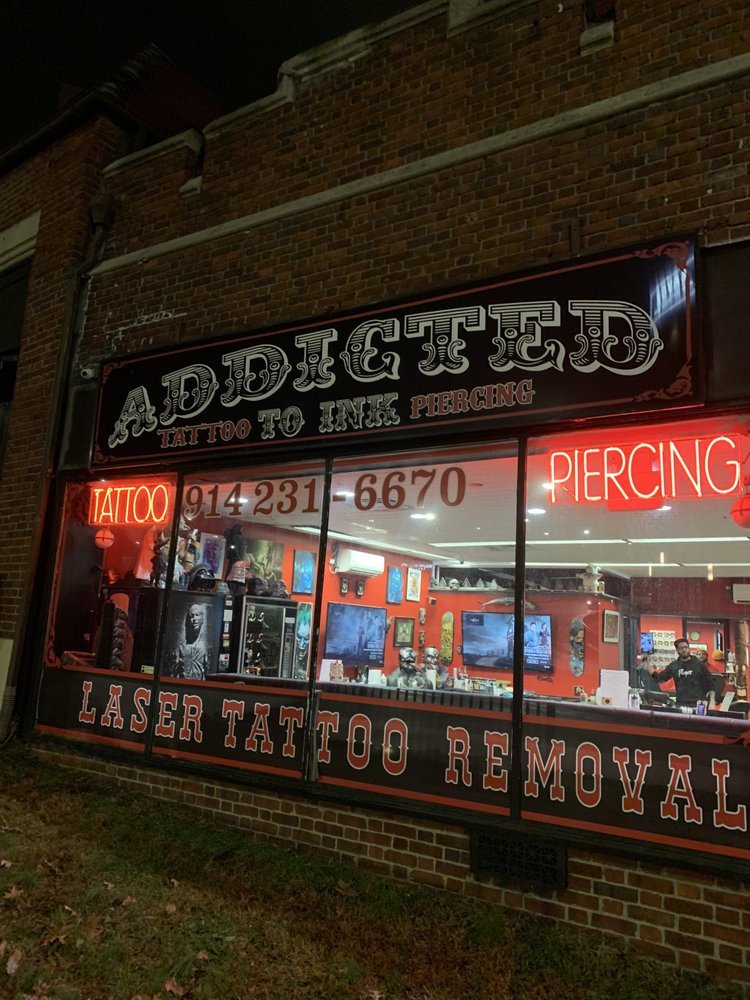 ADDICTED
TATTOO TO INK PIERCING
TATTOO 914 231 6670 PIERCING
LASER TATTOO REMOVAL